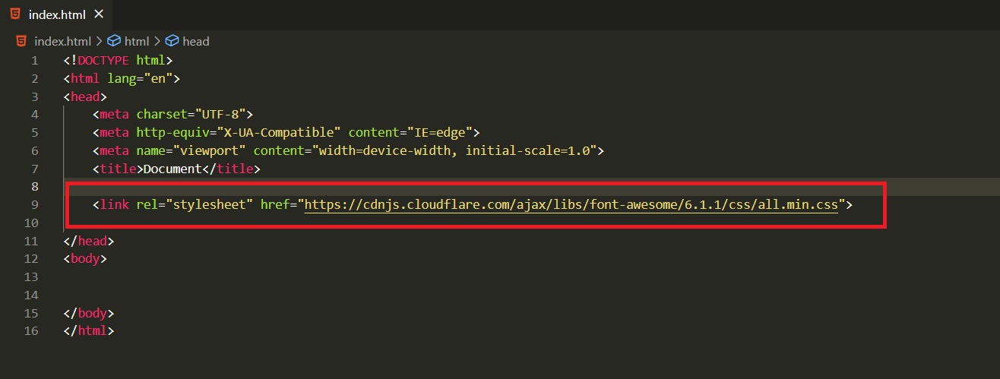 index.html
index.html > html > head
1 <!DOCTYPE html>
2 <html lang="en">
3 <head>
4     <meta charset="UTF-8">
5     <meta http-equiv="X-UA-Compatible" content="IE=edge">
6     <meta name="viewport" content="width=device-width, initial-scale=1.0">
7     <title>Document</title>
8
9     <link rel="stylesheet" href="https://cdnjs.cloudflare.com/ajax/libs/font-awesome/6.1.1/css/all.min.css">
10
11 </head>
12 <body>
13
14
15 </body>
16 </html>